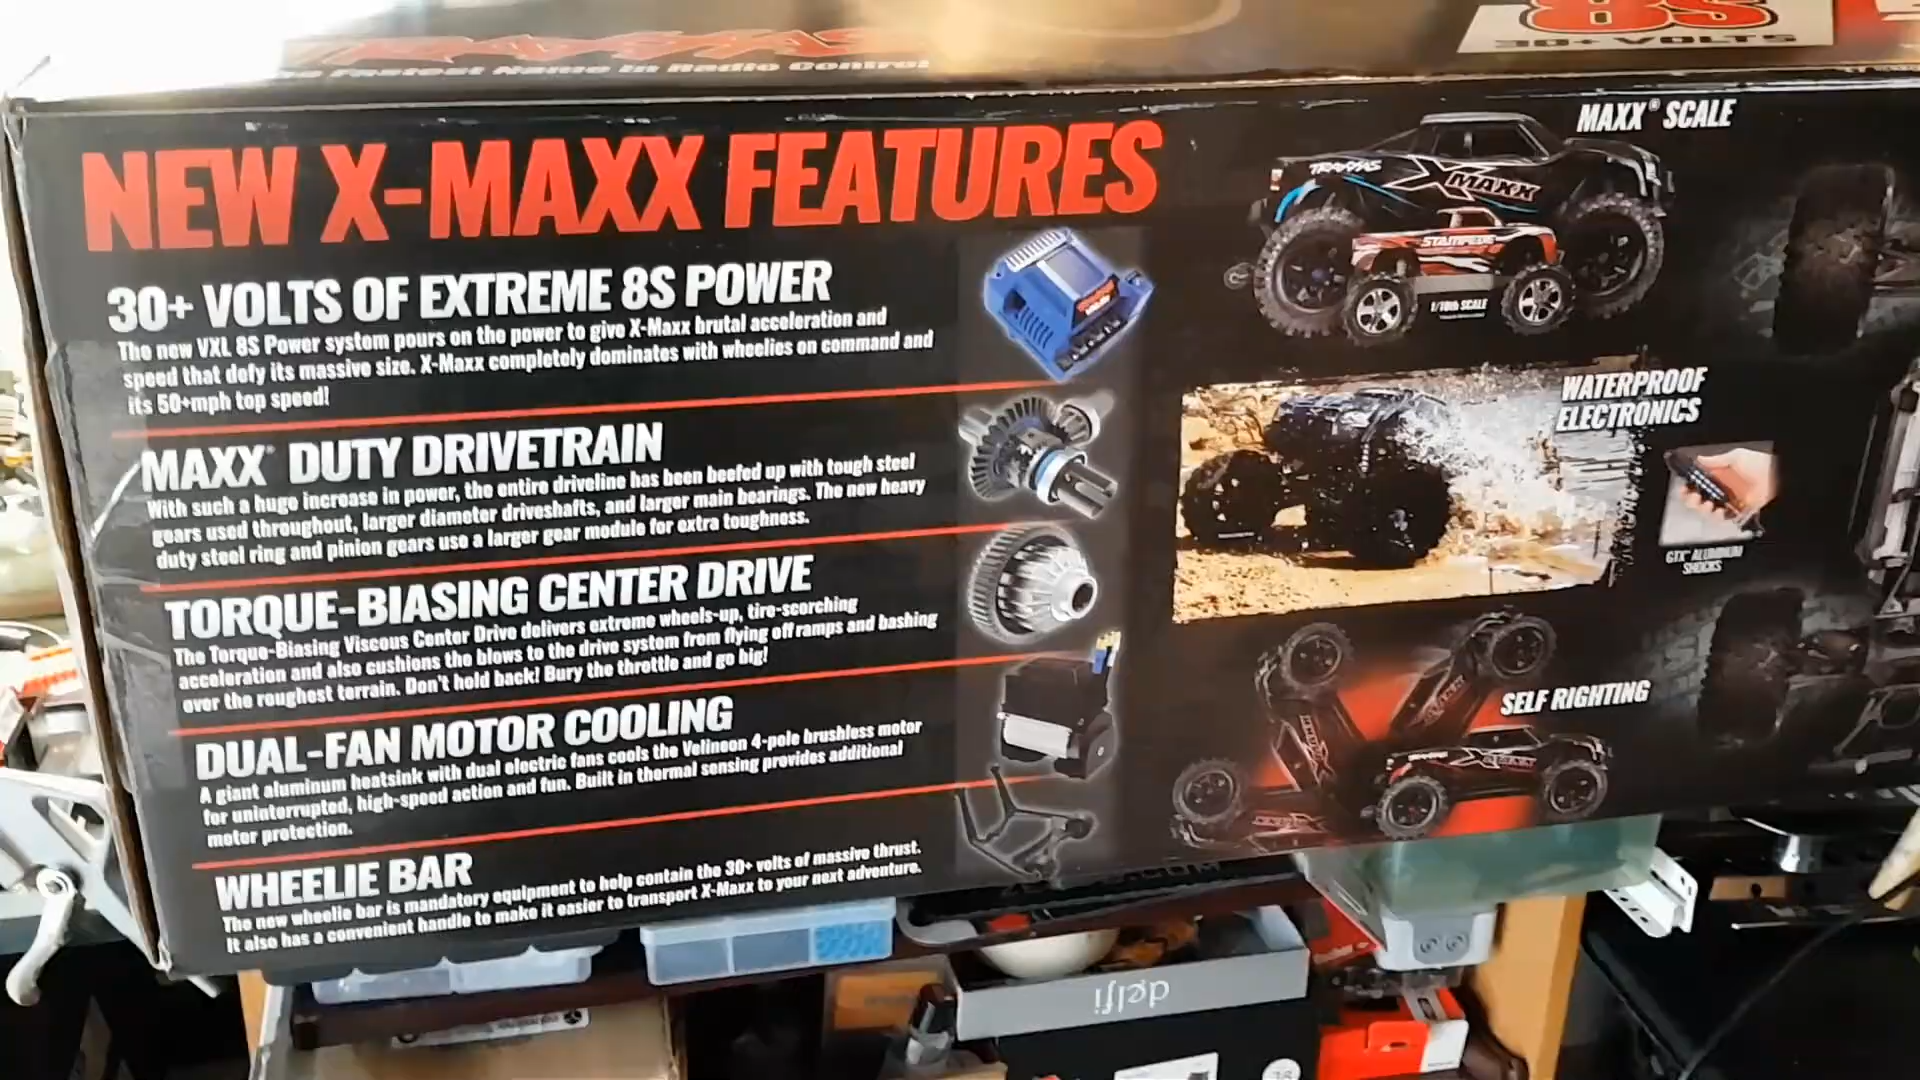 TRAXXAS
The Fastest Name in Radio Control
8S
30+ VOLTS
NEW X-MAXX FEATURES
30+ VOLTS OF EXTREME 8S POWER
The new VXL 8S Power system pours on the power to give X-Maxx brutal acceleration and
speed that defy its massive size. X-Maxx completely dominates with wheelies on command and
its 50+mph top speed!
MAXX® DUTY DRIVETRAIN
With such a huge increase in power, the entire driveline has been beefed up with tough steel
gears used throughout, larger diameter driveshafts, and larger main bearings. The new heavy
duty steel ring and pinion gears use a larger gear module for extra toughness.
TORQUE-BIASING CENTER DRIVE
The Torque-Biasing Viscous Center Drive delivers extreme wheels-up, tire-scorching
acceleration and also cushions the blows to the drive system from flying off ramps and bashing
over the roughest terrain. Don't hold back! Bury the throttle and go big!
DUAL-FAN MOTOR COOLING
A giant aluminum heatsink with dual electric fans cools the Velineon 4-pole brushless motor
for uninterrupted, high-speed action and fun. Built in thermal sensing provides additional
motor protection.
WHEELIE BAR
The new wheelie bar is mandatory equipment to help contain the 30+ volts of massive thrust.
It also has a convenient handle to make it easier to transport X-Maxx to your next adventure.
MAXX® SCALE
TRAXXAS
X MAXX
STAMPEDE
1/10th SCALE
WATERPROOF
ELECTRONICS
GTX™ ALUMINUM
SHOCKS
SELF RIGHTING
delfi